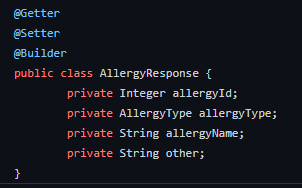 @Getter
@Setter
@Builder
public class AllergyResponse {
        private Integer allergyId;
        private AllergyType allergyType;
        private String allergyName;
        private String other;
}